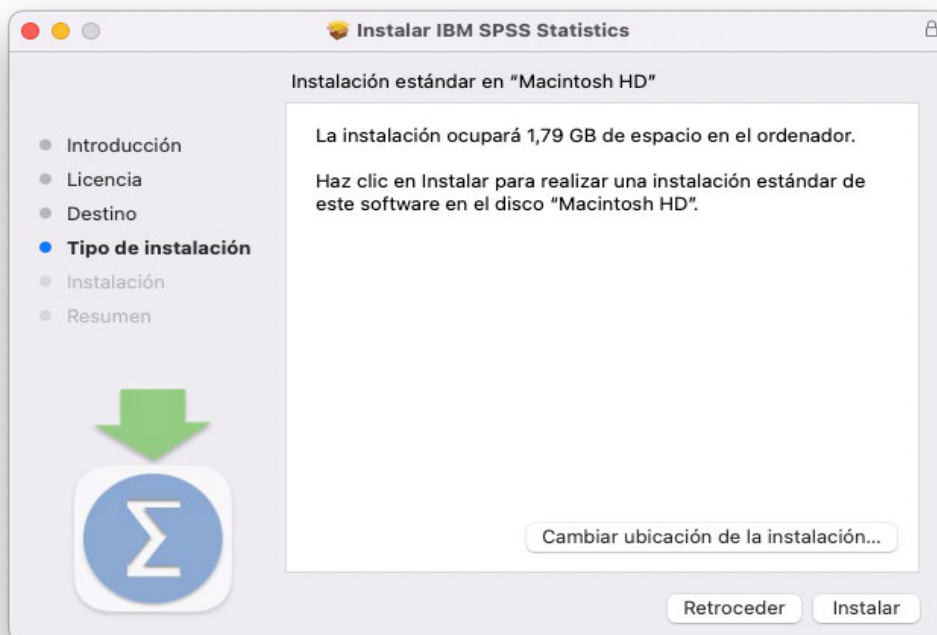 Instalar IBM SPSS Statistics
Instalación estándar en “Macintosh HD”
Introducción
Licencia
Destino
Tipo de instalación
Instalación
Resumen
La instalación ocupará 1,79 GB de espacio en el ordenador.
Haz clic en Instalar para realizar una instalación estándar de
este software en el disco “Macintosh HD”.
Σ
Cambiar ubicación de la instalación...
Retroceder
Instalar